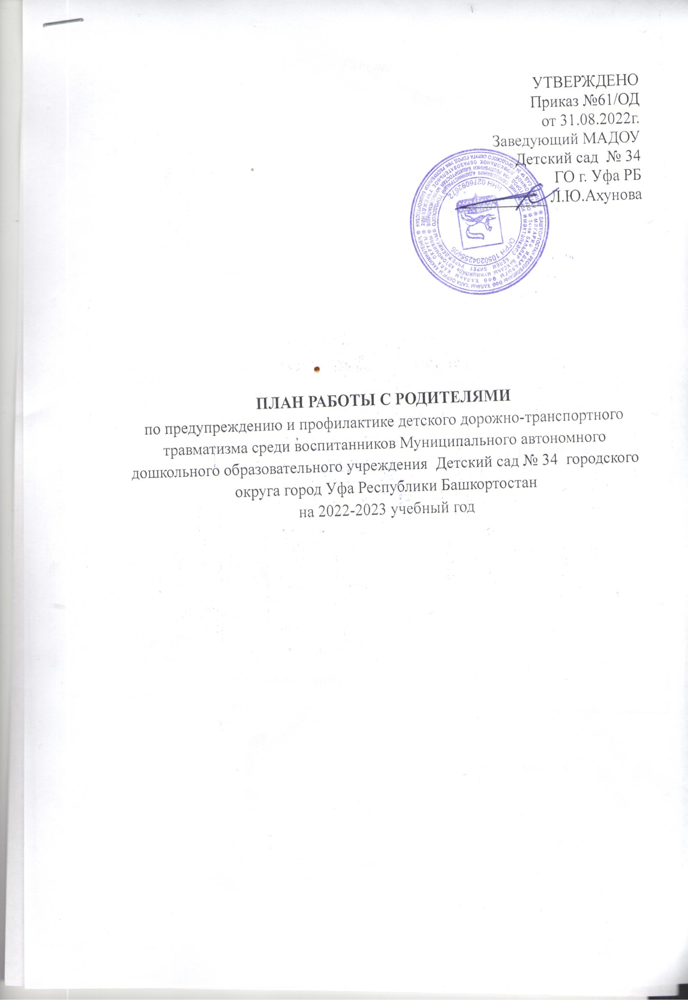 УТВЕРЖДЕНО
Приказ №61/ОД
от 31.08.2022г.
Заведующий МАДОУ
Детский сад № 34
ГО г. Уфа РБ
Л.Ю.Ахунова
ИНН 0276092672
ОГРН 1050204255406
ПЛАН РАБОТЫ С РОДИТЕЛЯМИ
по предупреждению и профилактике детского дорожно-транспортного
травматизма среди воспитанников Муниципального автономного
дошкольного образовательного учреждения Детский сад № 34 городского
округа город Уфа Республики Башкортостан
на 2022-2023 учебный год